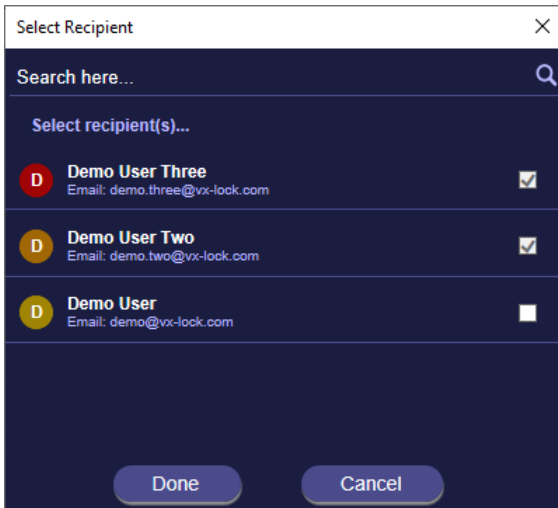 Select Recipient
Search here...
Select recipient(s)...
D
Demo User Three
Email: demo.three@vx-lock.com
D
Demo User Two
Email: demo.two@vx-lock.com
D
Demo User
Email: demo@vx-lock.com
Done
Cancel